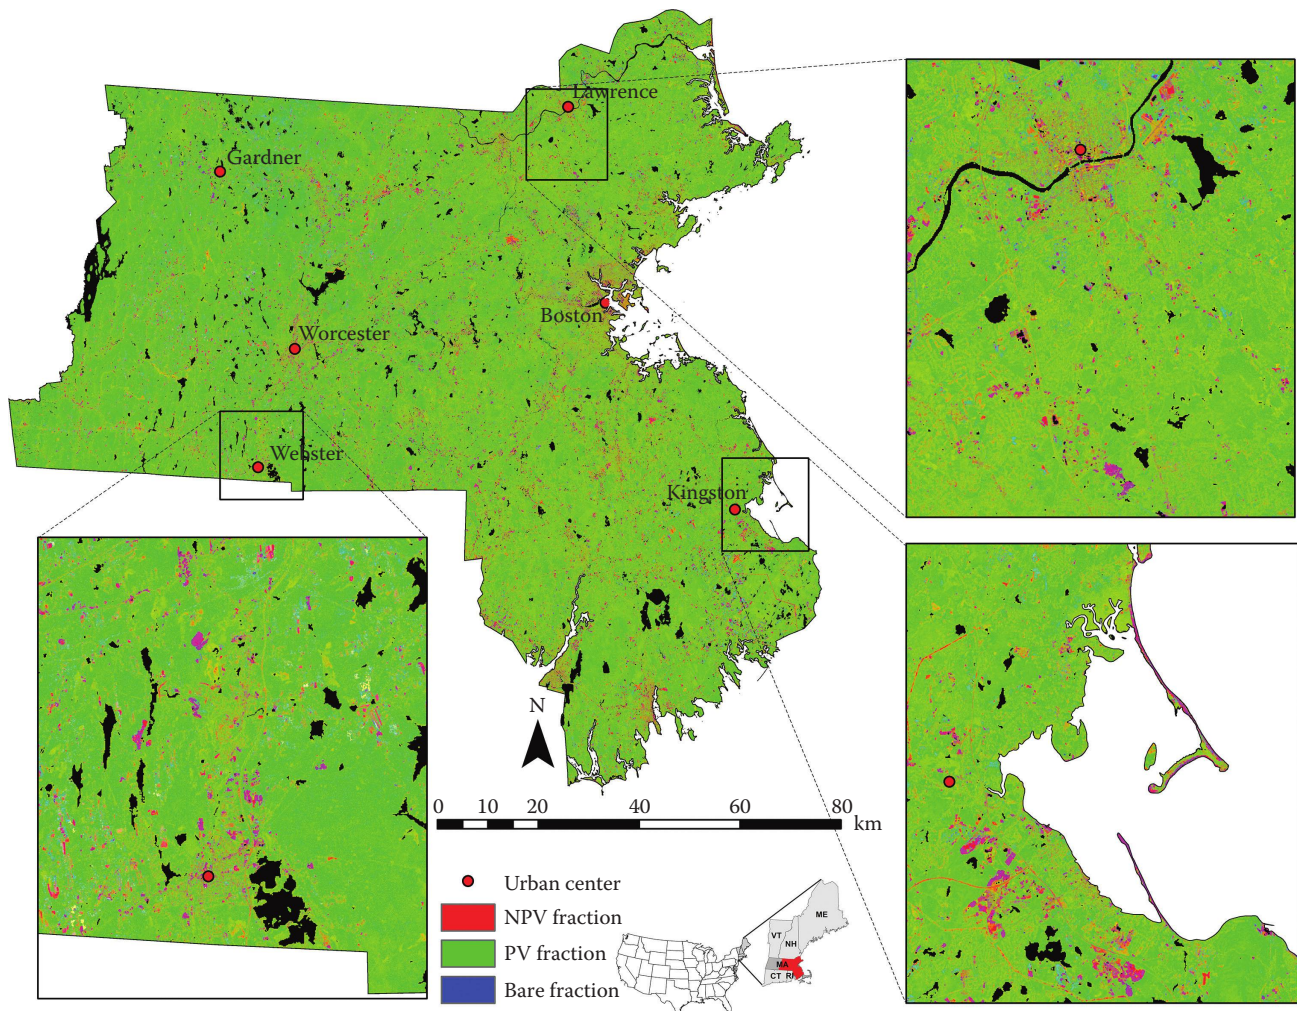 Lawrence
Gardner
Boston
Worcester
Webster
Kingston
N
0 10 20 40 60 80 km
Urban center
NPV fraction
PV fraction
Bare fraction
ME
VT
NH
MA
CT RI